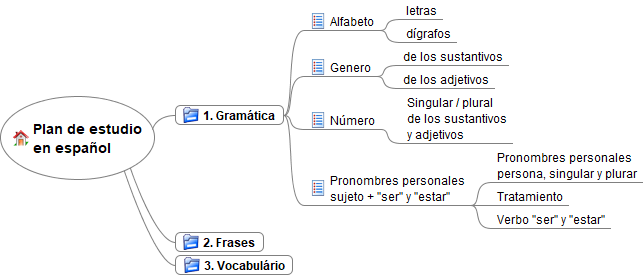 Plan de estudio
en español
1. Gramática
Alfabeto
letras
dígrafos
Genero
de los sustantivos
de los adjetivos
Número
Singular / plural
de los sustantivos
y adjetivos
Pronombres personales
sujeto + "ser" y "estar"
Pronombres personales
persona, singular y plurar
Tratamiento
Verbo "ser" y "estar"
2. Frases
3. Vocabulário